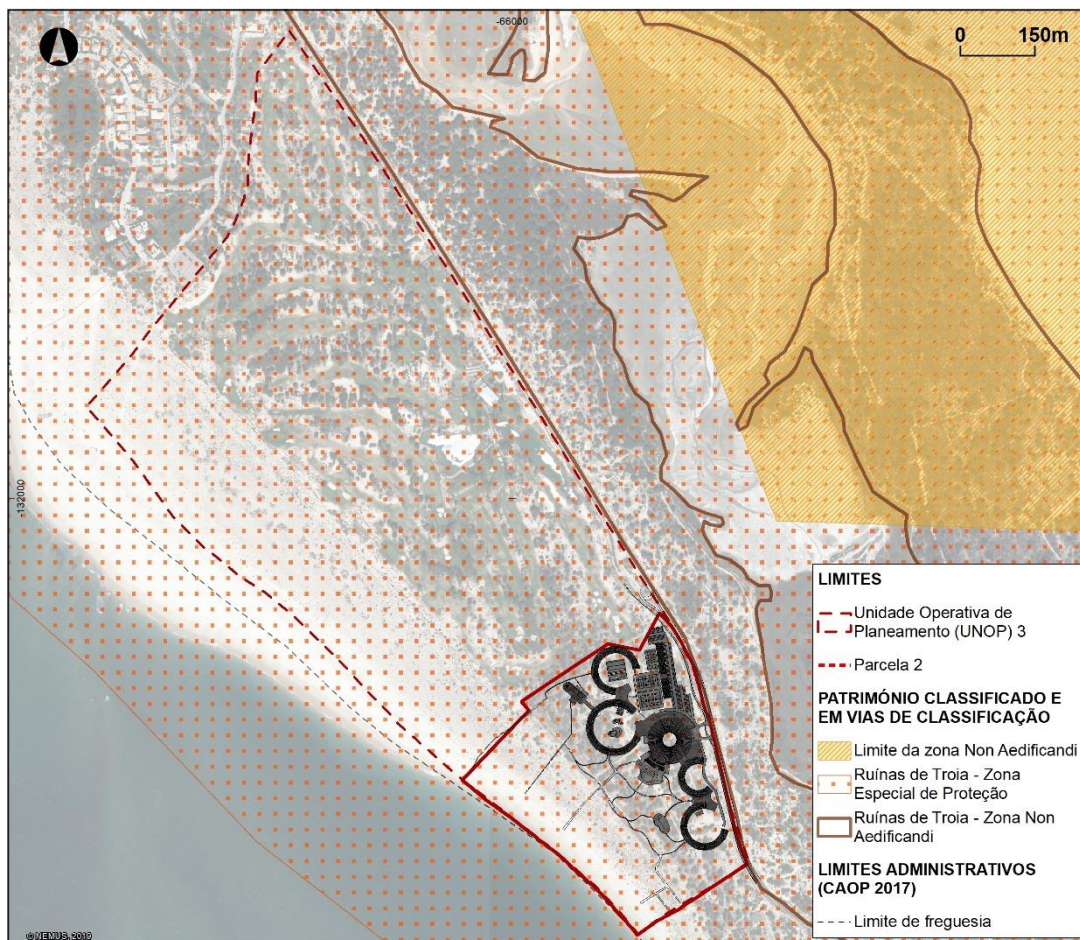 -66000
0 150m
-132000
LIMITES
Unidade Operativa de
Planeamento (UNOP) 3
Parcela 2
PATRIMÓNIO CLASSIFICADO E
EM VIAS DE CLASSIFICAÇÃO
Limite da zona Non Aedificandi
Ruínas de Troia - Zona
Especial de Proteção
Ruínas de Troia - Zona Non
Aedificandi
LIMITES ADMINISTRATIVOS
(CAOP 2017)
Limite de freguesia
© NEMUS, 2019